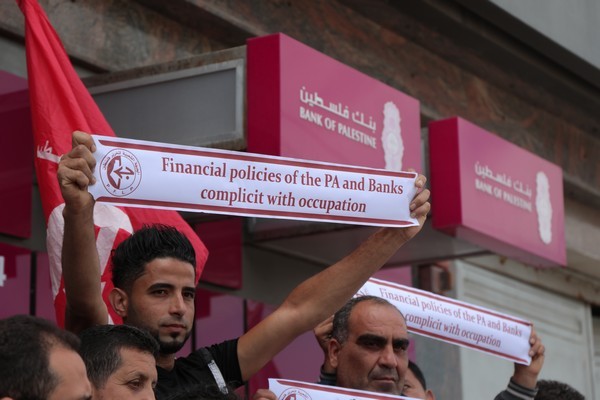 بنك فلسطين
BANK OF PALESTINE
بنك فلسطين
BANK OF PALESTINE
Financial policies of the PA and Banks
complicit with occupation
Financial policies of the PA and Banks
complicit with occupation